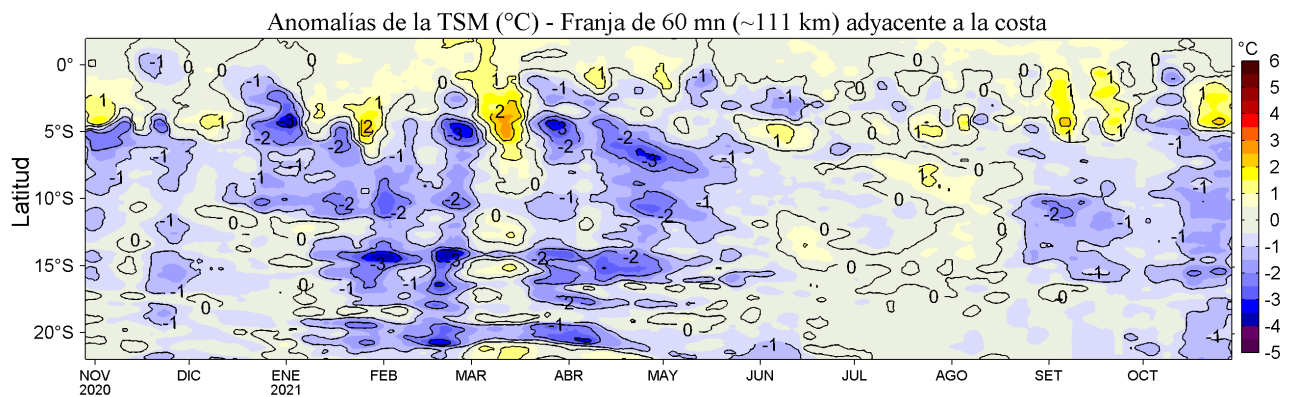 Anomalías de la TSM (°C) - Franja de 60 mn (~111 km) adyacente a la costa
°C
Latitud
0°
5°S
10°S
15°S
20°S
6
5
4
3
2
1
0
-1
-2
-3
-4
-5
NOV DIC ENE FEB MAR ABR MAY JUN JUL AGO SET OCT
2020 2021